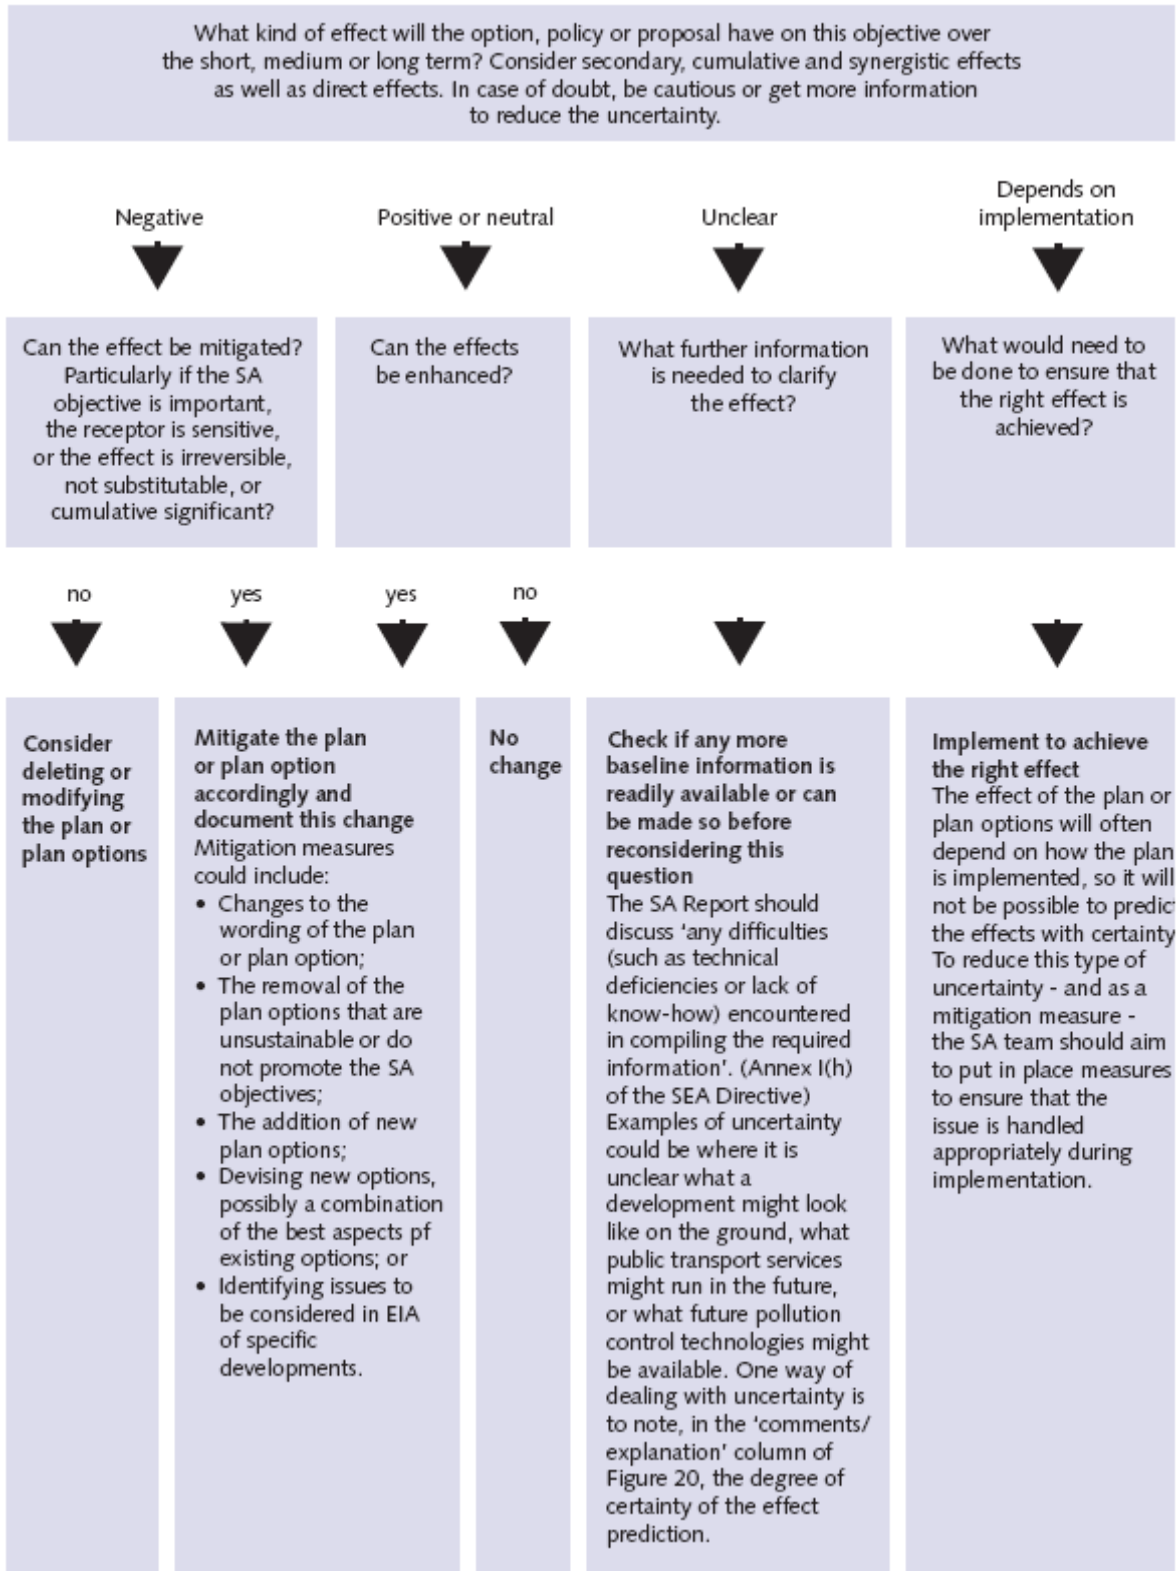 What kind of effect will the option, policy or proposal have on this objective over
the short, medium or long term? Consider secondary, cumulative and synergistic effects
as well as direct effects. In case of doubt, be cautious or get more information
to reduce the uncertainty.
Negative
Positive or neutral
Unclear
Depends on
implementation
Can the effect be mitigated?
Particularly if the SA
objective is important,
the receptor is sensitive,
or the effect is irreversible,
not substitutable, or
cumulative significant?
Can the effects
be enhanced?
What further information
is needed to clarify
the effect?
What would need to
be done to ensure that
the right effect is
achieved?
no
yes
yes
no
Consider
deleting or
modifying
the plan or
plan options
Mitigate the plan
or plan option
accordingly and
document this change
Mitigation measures
could include:
• Changes to the
wording of the plan
or plan option;
• The removal of the
plan options that are
unsustainable or do
not promote the SA
objectives;
• The addition of new
plan options;
• Devising new options,
possibly a combination
of the best aspects pf
existing options; or
• Identifying issues to
be considered in EIA
of specific
developments.
No
change
Check if any more
baseline information is
readily available or can
be made so before
reconsidering this
question
The SA Report should
discuss ‘any difficulties
(such as technical
deficiencies or lack of
know-how) encountered
in compiling the required
information’. (Annex I(h)
of the SEA Directive)
Examples of uncertainty
could be where it is
unclear what a
development might look
like on the ground, what
public transport services
might run in the future,
or what future pollution
control technologies might
be available. One way of
dealing with uncertainty is
to note, in the ‘comments/
explanation’ column of
Figure 20, the degree of
certainty of the effect
prediction.
Implement to achieve
the right effect
The effect of the plan or
plan options will often
depend on how the plan
is implemented, so it will
not be possible to predict
the effects with certainty
To reduce this type of
uncertainty - and as a
mitigation measure -
the SA team should aim
to put in place measures
to ensure that the
issue is handled
appropriately during
implementation.